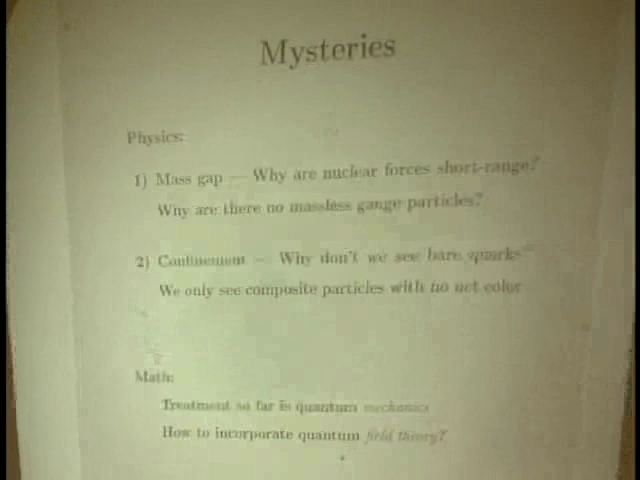 Mysteries
Physics:
1) Mass gap — Why are nuclear forces short-range?
Why are there no massless gauge particles?
2) Confinement — Why don't we see bare quarks
We only see composite particles with no net color
Math:
Treatment so far is quantum mechanics
How to incorporate quantum field theory?